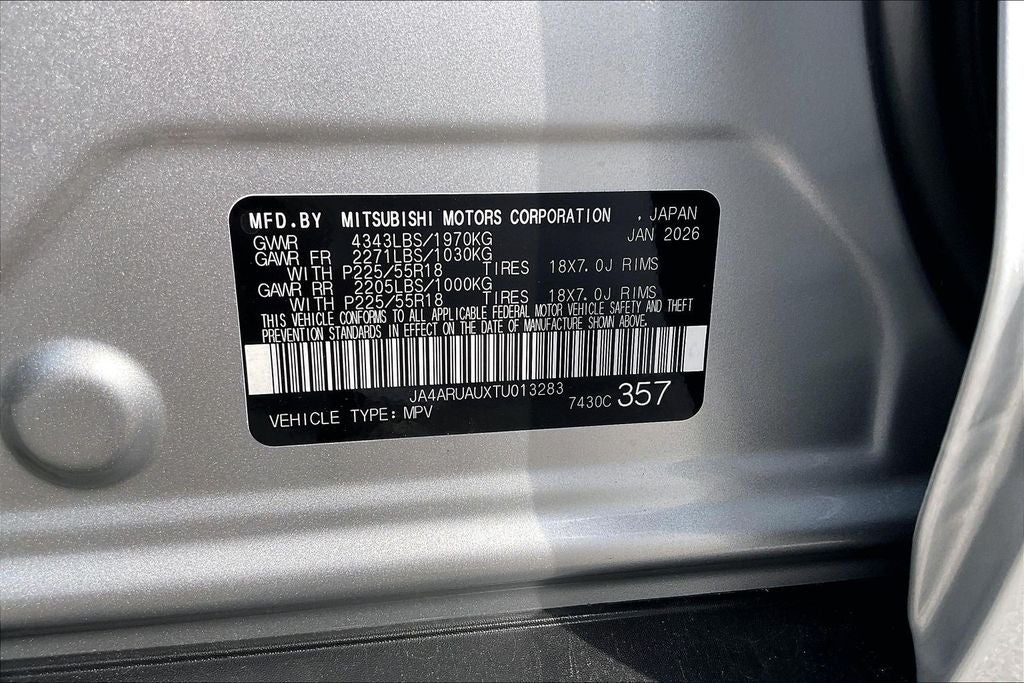 MFD.BY MITSUBISHI MOTORS CORPORATION , JAPAN
GVWR 4343LBS/1970KG JAN 2026
GAWR FR 2271LBS/1030KG
WITH P225/55R18 TIRES 18X7.0J RIMS
GAWR RR 2205LBS/1000KG
WITH P225/55R18 TIRES 18X7.0J RIMS
THIS VEHICLE CONFORMS TO ALL APPLICABLE FEDERAL MOTOR VEHICLE SAFETY AND THEFT
PREVENTION STANDARDS IN EFFECT ON THE DATE OF MANUFACTURE SHOWN ABOVE.
JA4ARUAUXTU013283
VEHICLE TYPE: MPV 7430C 357